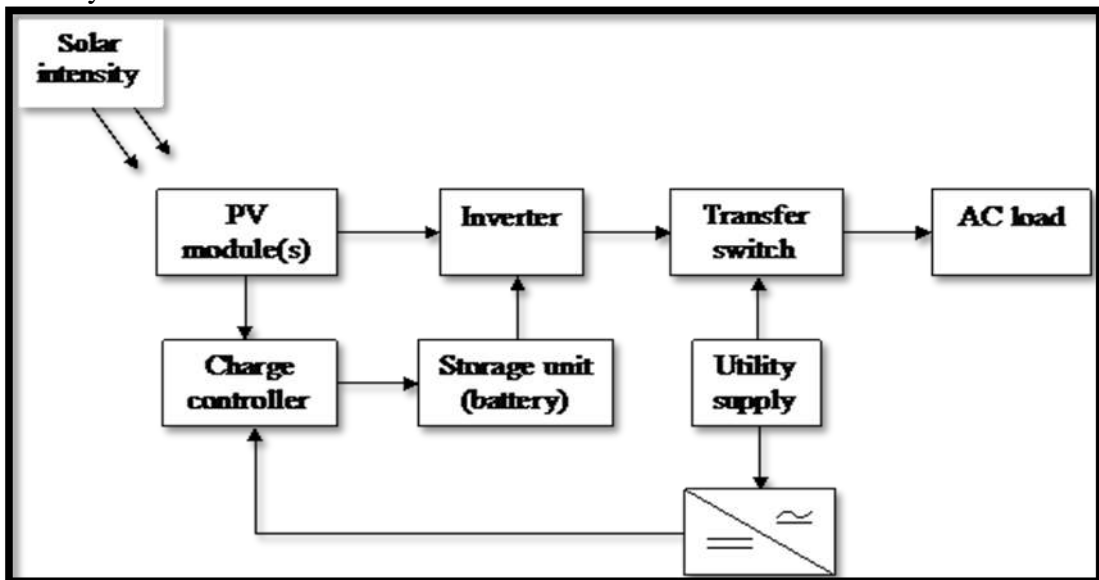 Solar
intensity
PV
module(s)
Inverter
Transfer
switch
AC load
Charge
controller
Storage unit
(battery)
Utility
supply